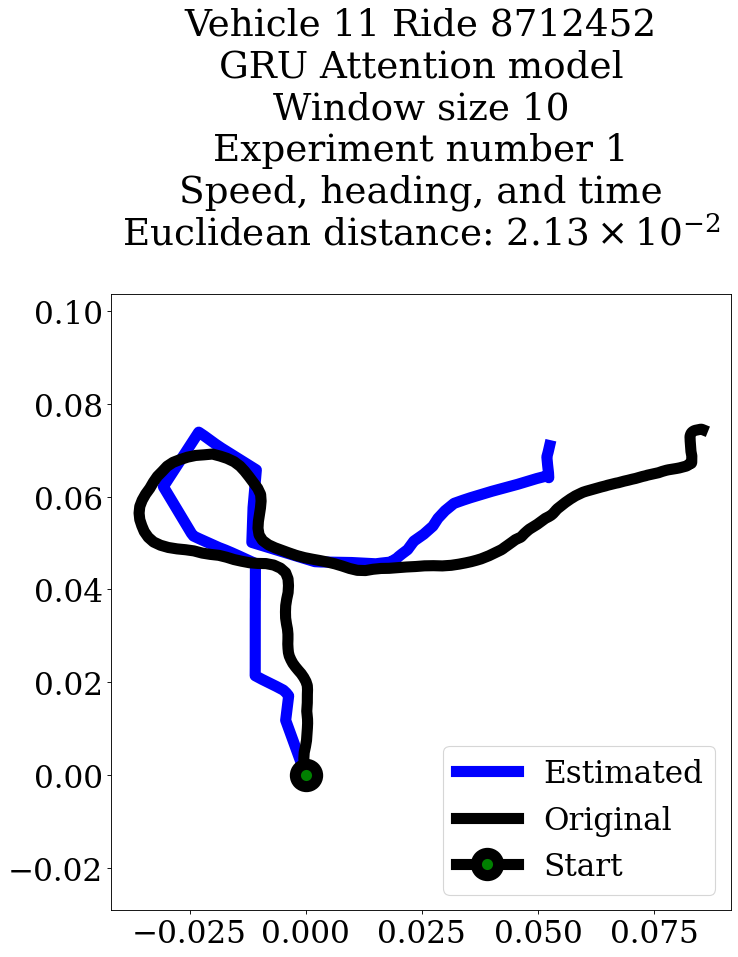 Vehicle 11 Ride 8712452
GRU Attention model
Window size 10
Experiment number 1
Speed, heading, and time
Euclidean distance: 2.13 × 10⁻²
0.10
0.08
0.06
0.04
0.02
0.00
−0.02
Estimated
Original
Start
−0.025 0.000 0.025 0.050 0.075